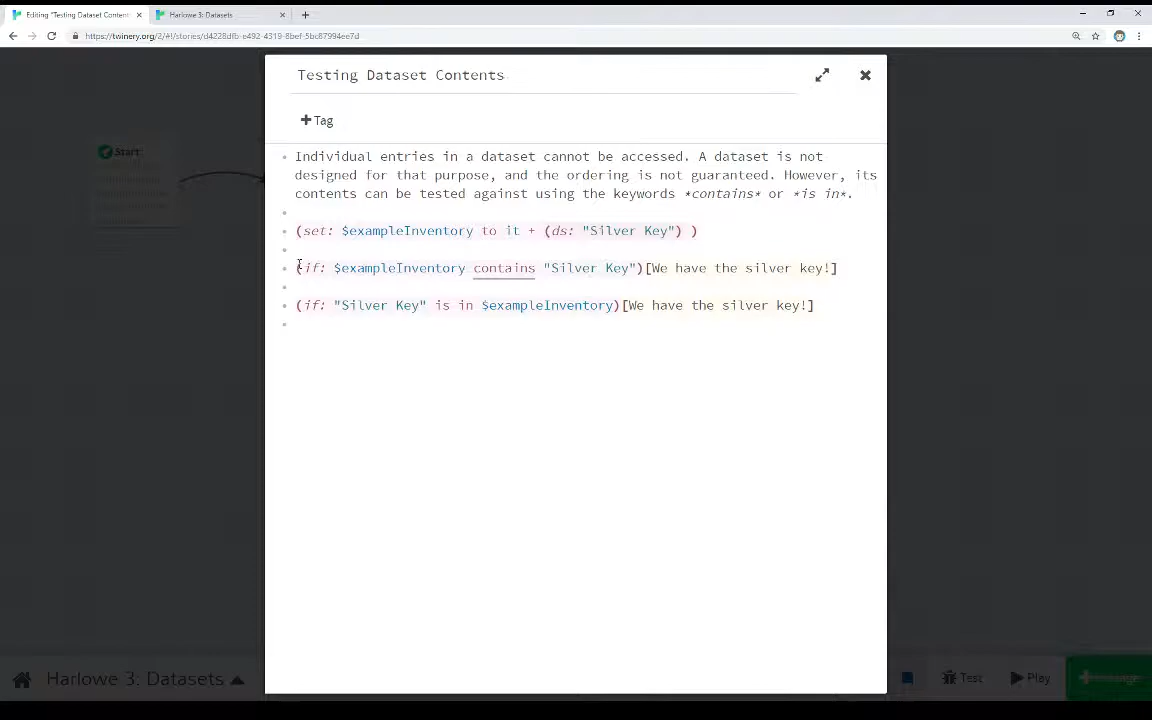 Editing "Testing Dataset Content
Harlowe 3: Datasets
https://twinery.org/2/#!/stories/d4228dfb-e492-4319-8bef-5bc87994ee7d
Testing Dataset Contents
Tag
Start
Individual entries in a dataset cannot be accessed. A dataset is not
designed for that purpose, and the ordering is not guaranteed. However, its
contents can be tested against using the keywords *contains* or *is in*.
(set: $exampleInventory to it + (ds: "Silver Key") )
(if: $exampleInventory contains "Silver Key")[We have the silver key!]
(if: "Silver Key" is in $exampleInventory)[We have the silver key!]
Harlowe 3: Datasets
Test
Play